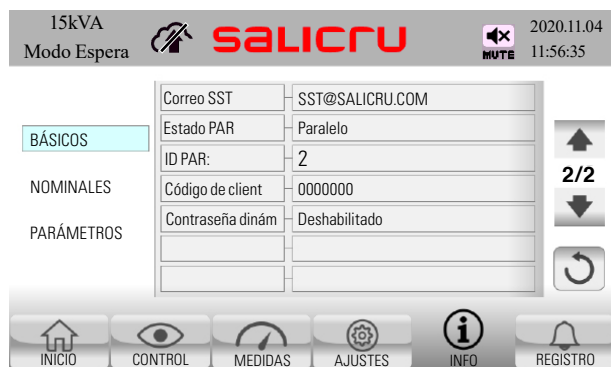 15kVA
Modo Espera
salicru
MUTE
2020.11.04
11:56:35
BÁSICOS
NOMINALES
PARÁMETROS
Correo SST SST@SALICRU.COM
Estado PAR Paralelo
ID PAR: 2
Código de client 0000000
Contraseña dinám Deshabilitado
2/2
INICIO CONTROL MEDIDAS AJUSTES INFO REGISTRO